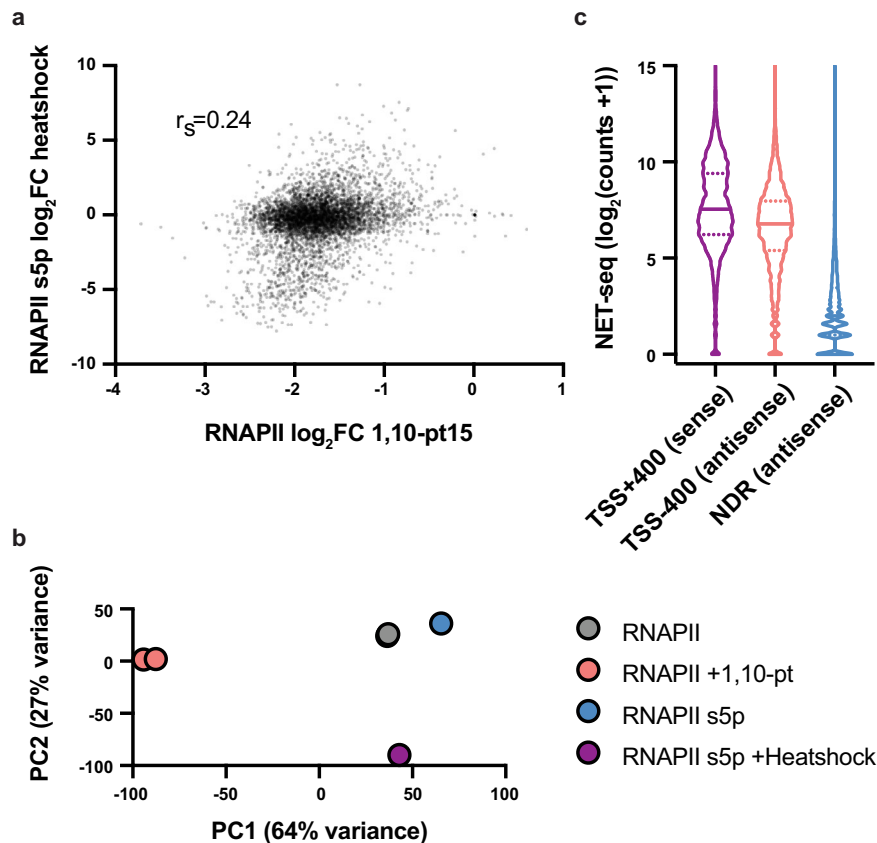 a
RNAPII s5p log2FC heatshock
10
5
0
-5
-10
rs=0.24
-4
-3
-2
-1
0
1
RNAPII log2FC 1,10-pt15
c
NET-seq (log2(counts +1))
15
10
5
0
TSS+400 (sense)
TSS-400 (antisense)
NDR (antisense)
b
PC2 (27% variance)
50
0
-50
-100
-100
-50
0
50
100
PC1 (64% variance)
RNAPII
RNAPII +1,10-pt
RNAPII s5p
RNAPII s5p +Heatshock